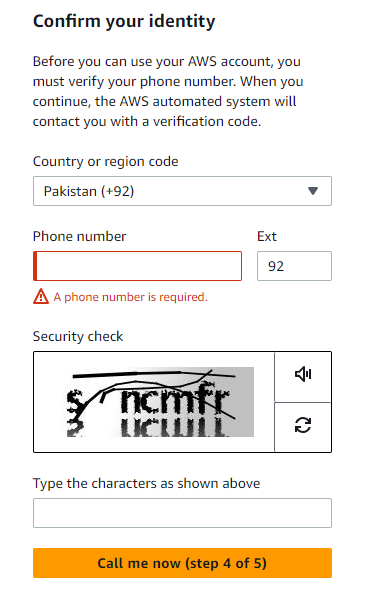 Confirm your identity
Before you can use your AWS account, you
must verify your phone number. When you
continue, the AWS automated system will
contact you with a verification code.
Country or region code
Pakistan (+92)
Phone number Ext
92
A phone number is required.
Security check
Type the characters as shown above
Call me now (step 4 of 5)